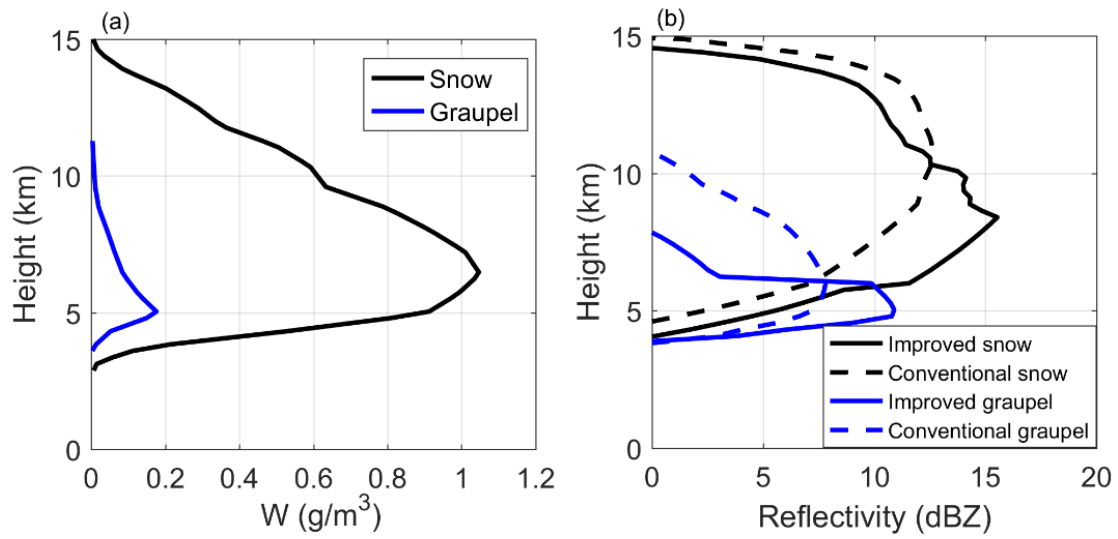 (a)
15
10
5
0
Height (km)
Snow
Graupel
0
0.2
0.4
0.6
0.8
1
1.2
W (g/m³)
(b)
15
10
5
0
Height (km)
Improved snow
Conventional snow
Improved graupel
Conventional graupel
0
5
10
15
20
Reflectivity (dBZ)